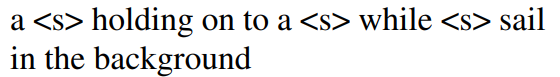 a <s> holding on to a <s> while <s> sail
in the background